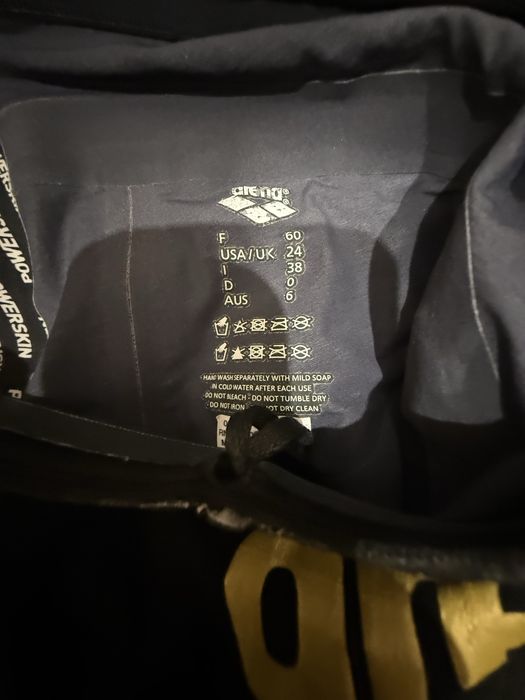 arena
F 60
USA/UK 24
I 38
D 0
AUS 6
HAND WASH SEPARATELY WITH MILD SOAP
IN COLD WATER AFTER EACH USE
DO NOT BLEACH DO NOT TUMBLE DRY
DO NOT IRON DO NOT DRY CLEAN
POWERSKIN